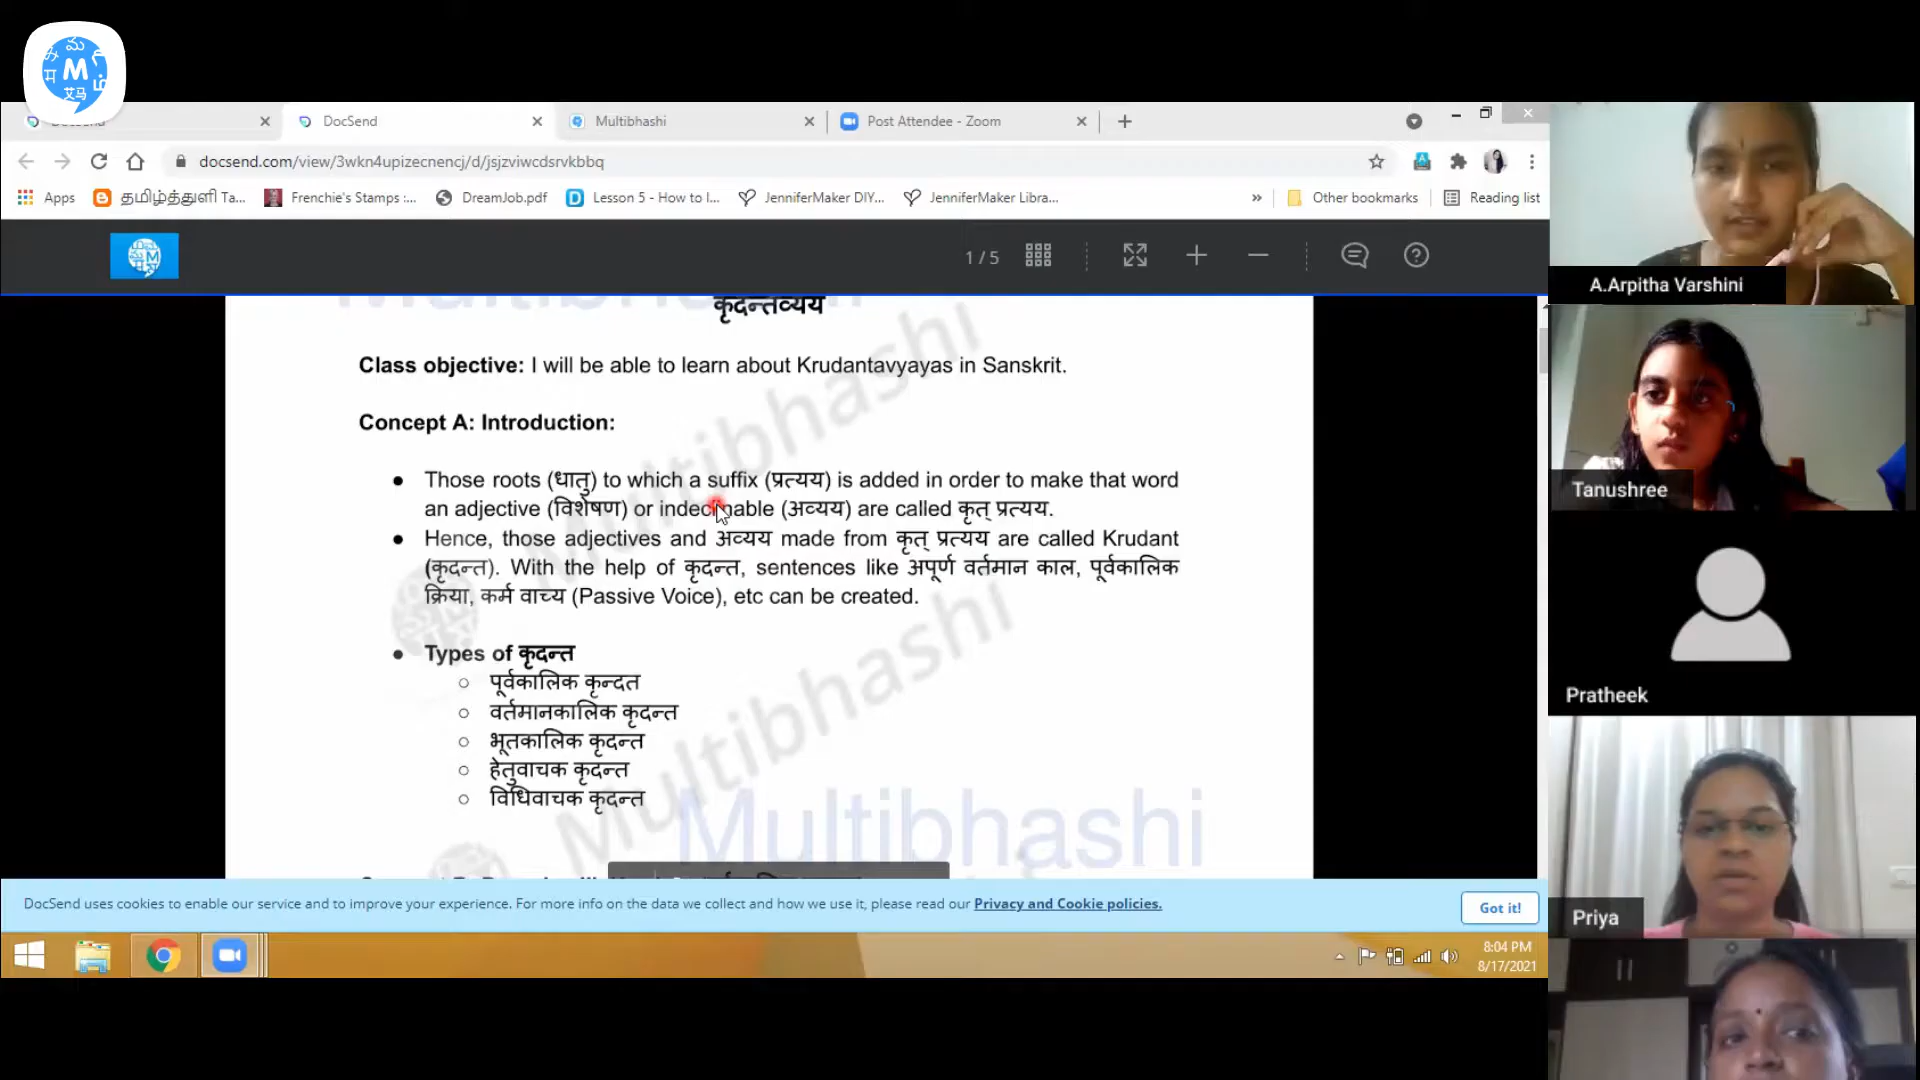 DocSend
DocSend
Multibhashi
Post Attendee - Zoom
docsend.com/view/3wkn4upizecnencj/d/jsjzviwcdsrvkbbq
Apps
தமிழ்த்துளி Ta...
Frenchie's Stamps :...
DreamJob.pdf
Lesson 5 - How to l...
JenniferMaker DIY...
JenniferMaker Libra...
»
Other bookmarks
Reading list
1 / 5
कृदन्तव्यय
Class objective: I will be able to learn about Krudantavyayas in Sanskrit.
Concept A: Introduction:
Those roots (धातु) to which a suffix (प्रत्यय) is added in order to make that word
an adjective (विशेषण) or indeclinable (अव्यय) are called कृत् प्रत्यय.
Hence, those adjectives and अव्यय made from कृत् प्रत्यय are called Krudant
(कृदन्त). With the help of कृदन्त, sentences like अपूर्ण वर्तमान काल, पूर्वकालिक
क्रिया, कर्म वाच्य (Passive Voice), etc can be created.
Types of कृदन्त
पूर्वकालिक कृन्दत
वर्तमानकालिक कृदन्त
भूतकालिक कृदन्त
हेतुवाचक कृदन्त
विधिवाचक कृदन्त
Multibhashi
Multibhashi
Multibhashi
DocSend uses cookies to enable our service and to improve your experience. For more info on the data we collect and how we use it, please read our Privacy and Cookie policies.
Got it!
8:04 PM
8/17/2021
A.Arpitha Varshini
Tanushree
Pratheek
Priya